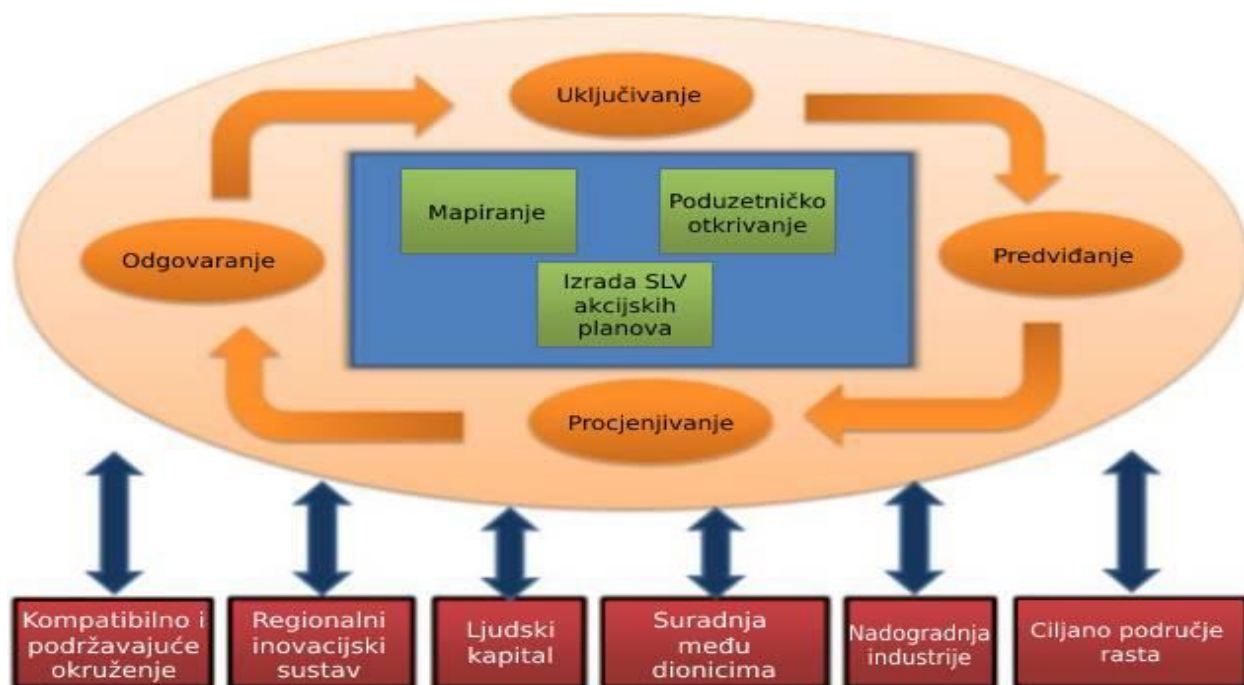 Uključivanje
Mapiranje
Poduzetničko
otkrivanje
Odgovaranje
Predviđanje
Izrada SLV
akcijskih
planova
Procjenjivanje
Kompatibilno i
podržavajuće
okruženje
Regionalni
inovacijski
sustav
Ljudski
kapital
Suradnja
među
dionicima
Nadogradnja
industrije
Ciljano područje
rasta